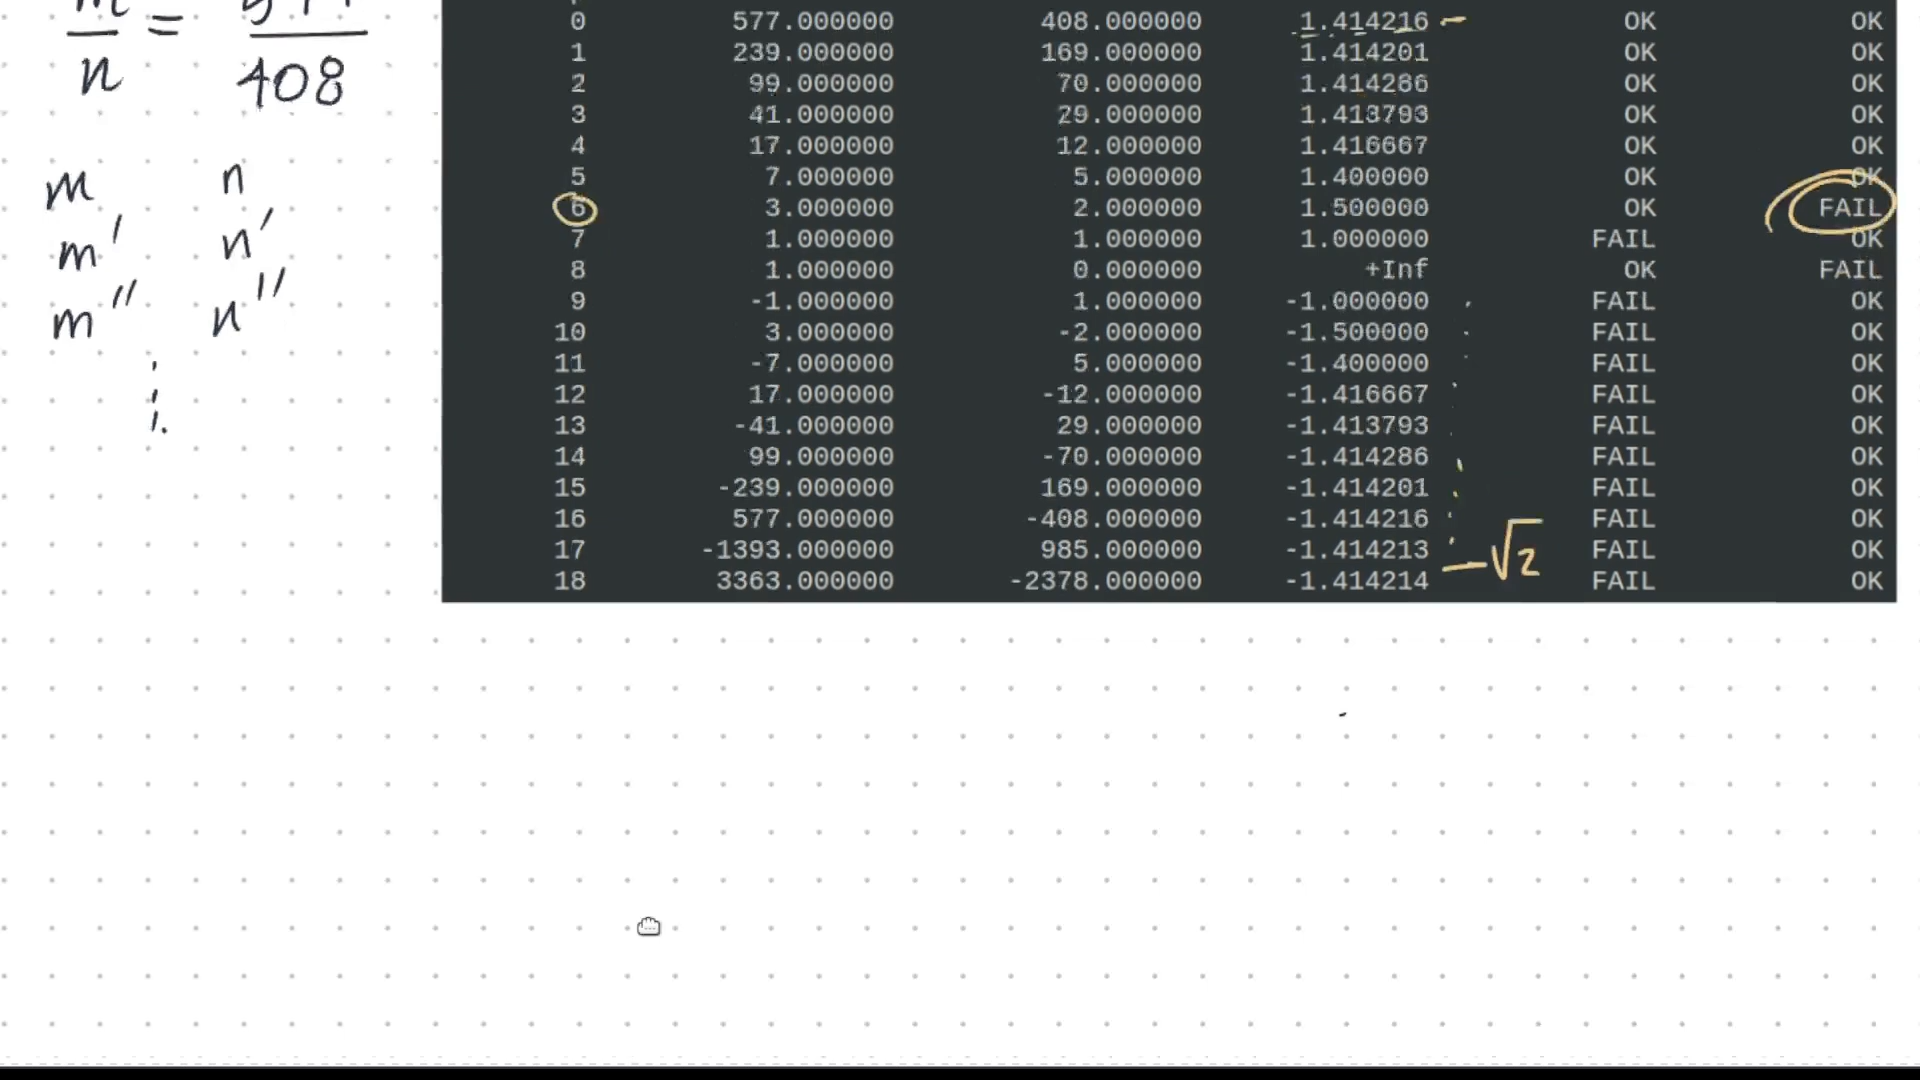 m/n = 577/408
m n
m' n'
m'' n''
0 577.000000 408.000000 1.414216 OK OK
1 239.000000 169.000000 1.414201 OK OK
2 99.000000 70.000000 1.414286 OK OK
3 41.000000 29.000000 1.413793 OK OK
4 17.000000 12.000000 1.416667 OK OK
5 7.000000 5.000000 1.400000 OK OK
6 3.000000 2.000000 1.500000 OK FAIL
7 1.000000 1.000000 1.000000 FAIL OK
8 1.000000 0.000000 +Inf OK FAIL
9 -1.000000 1.000000 -1.000000 FAIL OK
10 3.000000 -2.000000 -1.500000 FAIL OK
11 -7.000000 5.000000 -1.400000 FAIL OK
12 17.000000 -12.000000 -1.416667 FAIL OK
13 -41.000000 29.000000 -1.413793 FAIL OK
14 99.000000 -70.000000 -1.414286 FAIL OK
15 -239.000000 169.000000 -1.414201 FAIL OK
16 577.000000 -408.000000 -1.414216 FAIL OK
17 -1393.000000 985.000000 -1.414213 FAIL OK
18 3363.000000 -2378.000000 -1.414214 FAIL OK
-√2